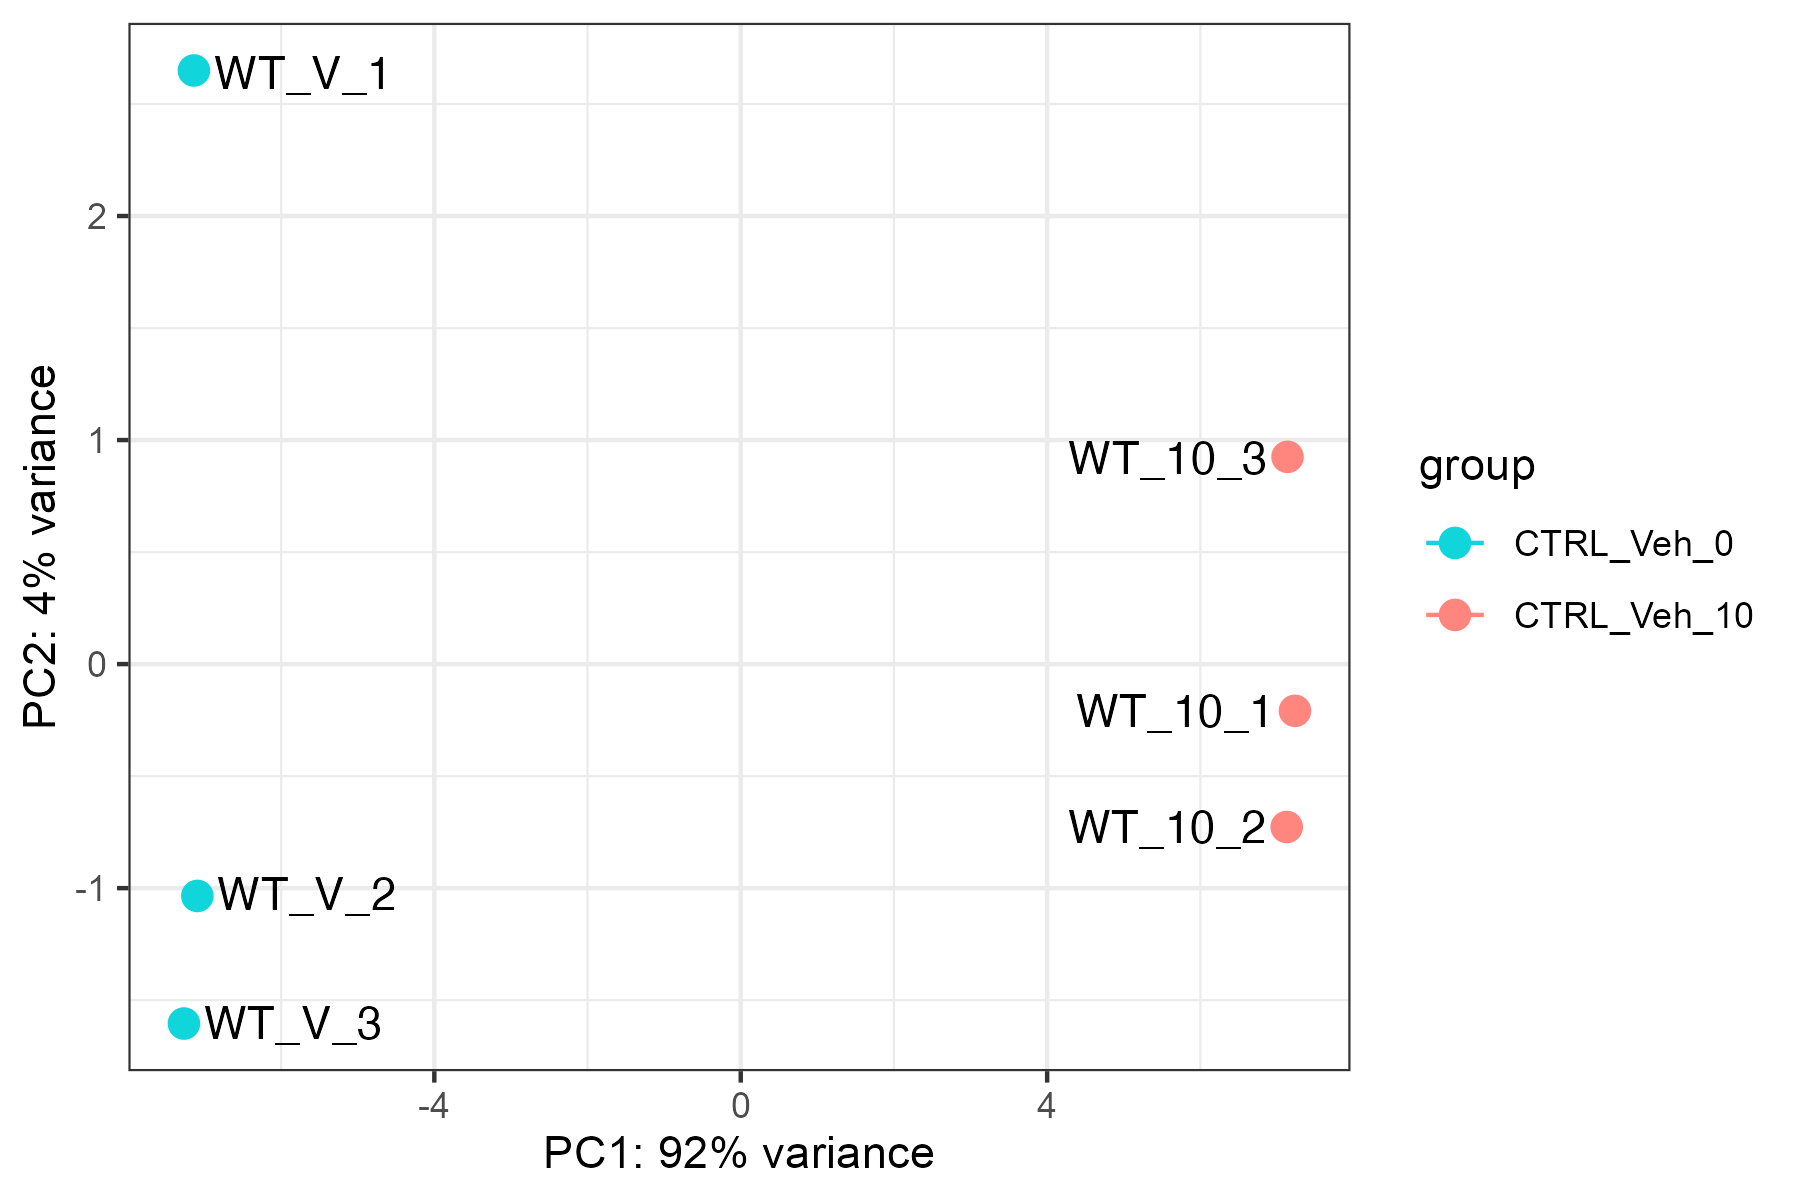 WT_V_1
2
1
WT_10_3
0
WT_10_1
WT_10_2
-1
WT_V_2
WT_V_3
-4
0
4
PC1: 92% variance
PC2: 4% variance
group
CTRL_Veh_0
CTRL_Veh_10